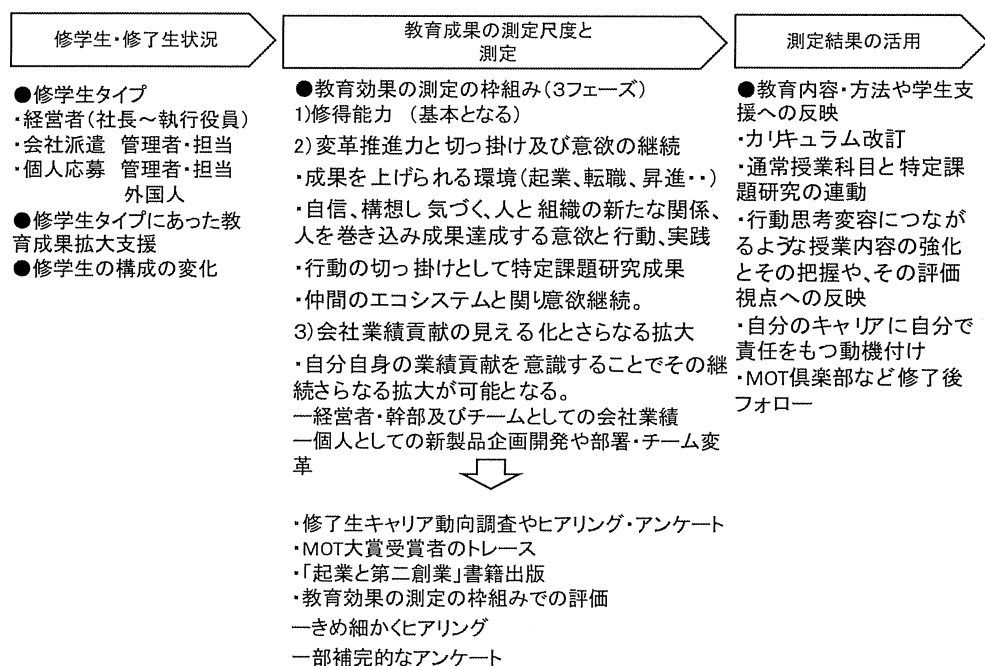 修学生・修了生状況
●修学生タイプ
・経営者(社長～執行役員)
・会社派遣 管理者・担当
・個人応募 管理者・担当
外国人
●修学生タイプにあった教
育成果拡大支援
●修学生の構成の変化
教育成果の測定尺度と
測定
●教育効果の測定の枠組み(3フェーズ)
1)修得能力 (基本となる)
2)変革推進力と切っ掛け及び意欲の継続
・成果を上げられる環境(起業、転職、昇進・・)
・自信、構想し気づく、人と組織の新たな関係、
人を巻き込み成果達成する意欲と行動、実践
・行動の切っ掛けとして特定課題研究成果
・仲間のエコシステムと関り意欲継続。
3)会社業績貢献の見える化とさらなる拡大
・自分自身の業績貢献を意識することでその継
続さらなる拡大が可能となる。
―経営者・幹部及びチームとしての会社業績
―個人としての新製品企画開発や部署・チーム変
革
・修了生キャリア動向調査やヒアリング・アンケート
・MOT大賞受賞者のトレース
・「起業と第二創業」書籍出版
・教育効果の測定の枠組みでの評価
―きめ細かくヒアリング
―部補完的なアンケート
測定結果の活用
●教育内容・方法や学生支
援への反映
・カリキュラム改訂
・通常授業科目と特定課
題研究の連動
・行動思考変容につなが
るような授業内容の強化
とその把握や、その評価
視点への反映
・自分のキャリアに自分で
責任をもつ動機付け
・MOT倶楽部など修了後
フォロー